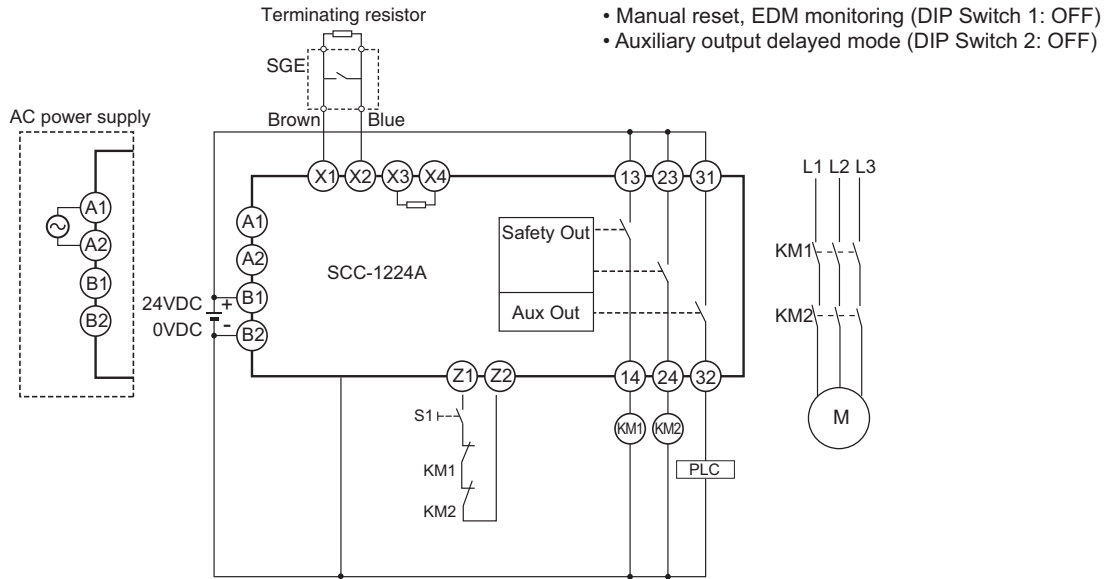 Terminating resistor
• Manual reset, EDM monitoring (DIP Switch 1: OFF)
• Auxiliary output delayed mode (DIP Switch 2: OFF)
SGE
AC power supply
Brown
Blue
X1 X2 X3 X4
13 23 31
L1 L2 L3
A1
A2
B1
B2
A1
A2
B1
B2
24VDC +
0VDC -
SCC-1224A
Safety Out
Aux Out
KM1
KM2
M
Z1 Z2
14 24 32
S1
KM1
KM2
KM1 KM2
PLC